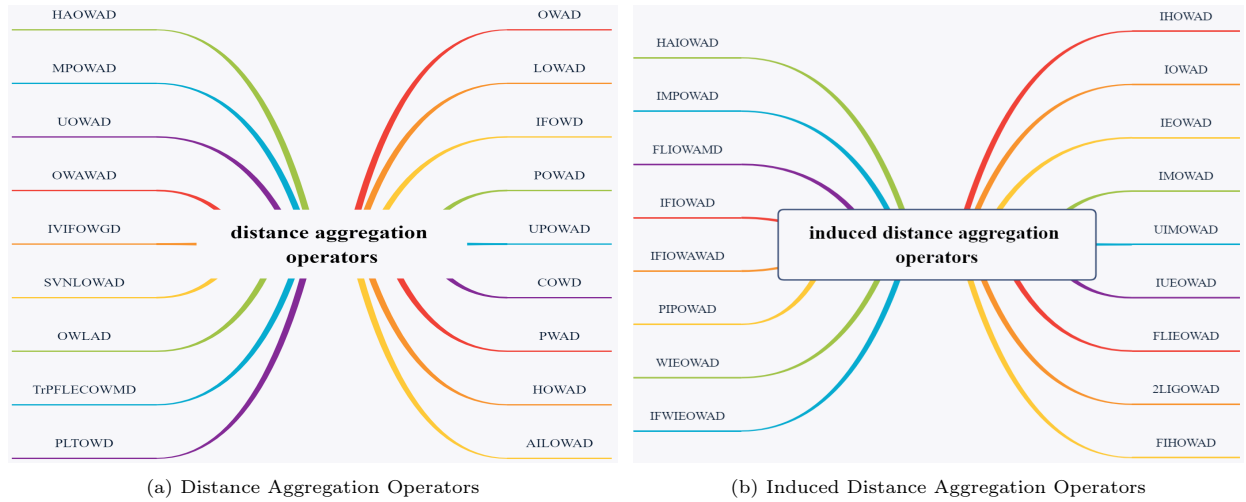 HAOWAD
MPOWAD
UOWAD
OWAWAD
IVIFOWGD
SVNLOWAD
OWLAD
TrPFLECOWMD
PLTOWD
distance aggregation
operators
OWAD
LOWAD
IFOWD
POWAD
UPOWAD
COWD
PWAD
HOWAD
AILOWAD
(a) Distance Aggregation Operators
HAIOWAD
IMPOWAD
FLIOWAMD
IFIOWAD
IFIOWAWAD
PIPOWAD
WIEOWAD
IFWIEOWAD
induced distance aggregation
operators
IHOWAD
IOWAD
IEOWAD
IMOWAD
UIMOWAD
IUEOWAD
FLIEOWAD
2LIGOWAD
FIHOWAD
(b) Induced Distance Aggregation Operators